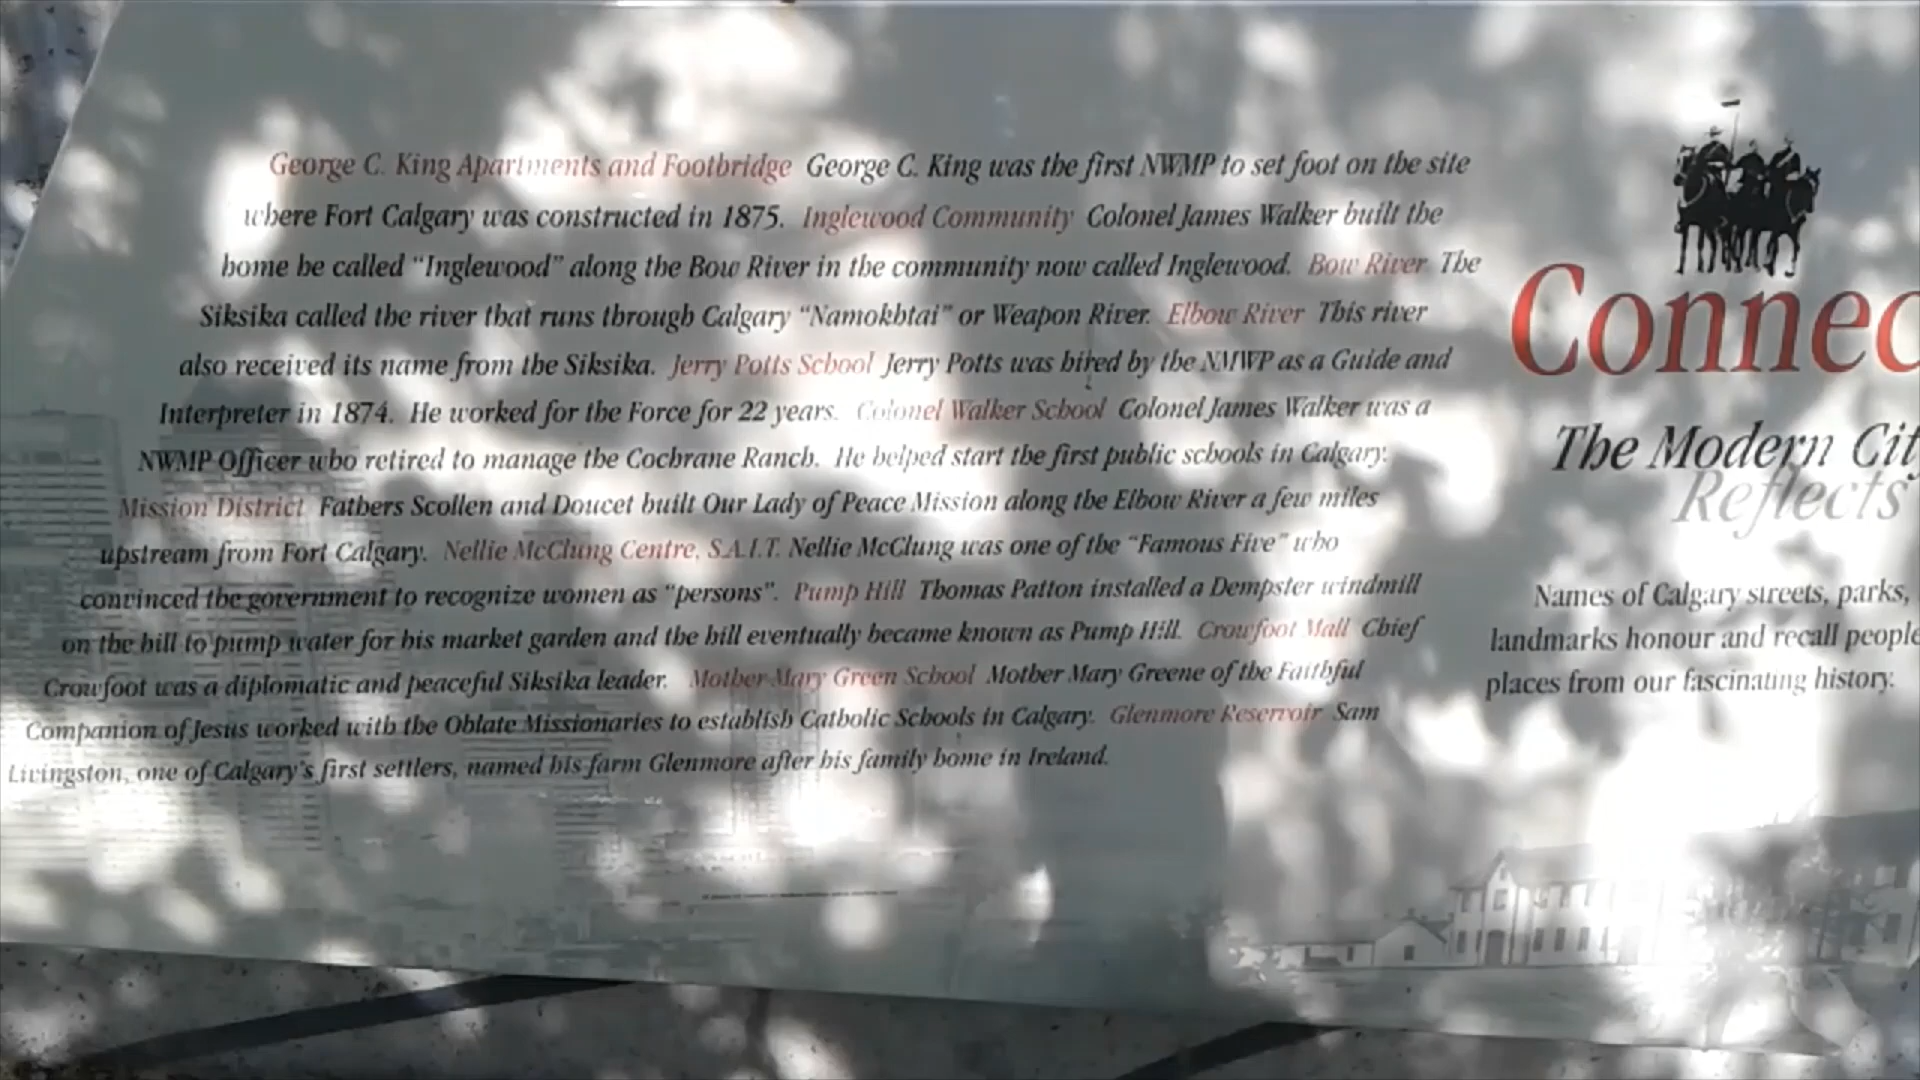 George C. King Apartments and Footbridge George C. King was the first NWMP to set foot on the site
where Fort Calgary was constructed in 1875. Inglewood Community Colonel James Walker built the
home he called “Inglewood” along the Bow River in the community now called Inglewood. Bow River The
Siksika called the river that runs through Calgary “Namokhtai” or Weapon River. Elbow River This river
also received its name from the Siksika. Jerry Potts School Jerry Potts was hired by the NMWP as a Guide and
Interpreter in 1874. He worked for the Force for 22 years. Colonel Walker School Colonel James Walker was a
NWMP Officer who retired to manage the Cochrane Ranch. He helped start the first public schools in Calgary.
Mission District Fathers Scollen and Doucet built Our Lady of Peace Mission along the Elbow River a few miles
upstream from Fort Calgary. Nellie McClung Centre, S.A.I.T. Nellie McClung was one of the “Famous Five” who
convinced the government to recognize women as “persons”. Pump Hill Thomas Patton installed a Dempster windmill
on the hill to pump water for his market garden and the hill eventually became known as Pump Hill. Crowfoot Mall Chief
Crowfoot was a diplomatic and peaceful Siksika leader. Mother Mary Green School Mother Mary Greene of the Faithful
Companion of Jesus worked with the Oblate Missionaries to establish Catholic Schools in Calgary. Glenmore Reservoir Sam
Livingston, one of Calgary’s first settlers, named his farm Glenmore after his family home in Ireland.
Connec
The Modern City
Reflects
Names of Calgary streets, parks,
landmarks honour and recall people
places from our fascinating history.